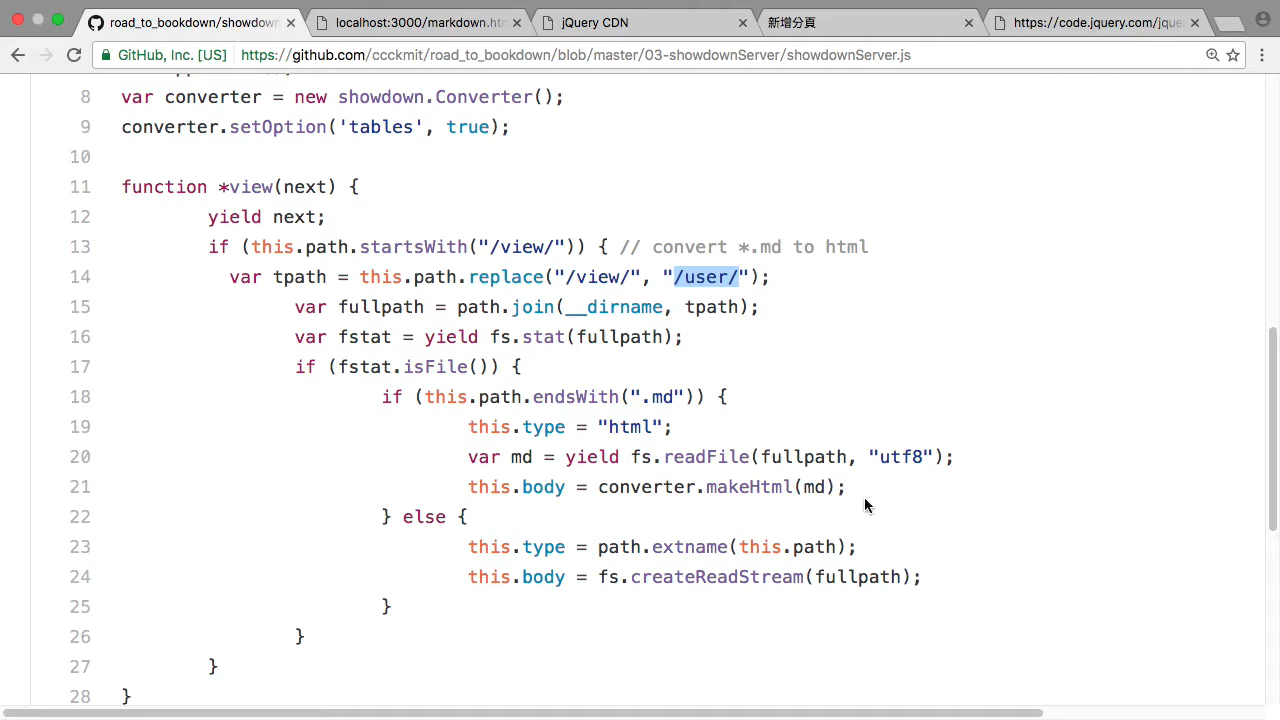 road_to_bookdown/showdown
localhost:3000/markdown.htm
jQuery CDN
新增分頁
https://code.jquery.com/jque
GitHub, Inc. [US]
https://github.com/ccckmit/road_to_bookdown/blob/master/03-showdownServer/showdownServer.js
8 var converter = new showdown.Converter();
9 converter.setOption('tables', true);
10
11 function *view(next) {
12 yield next;
13 if (this.path.startsWith("/view/")) { // convert *.md to html
14 var tpath = this.path.replace("/view/", "/user/");
15 var fullpath = path.join(__dirname, tpath);
16 var fstat = yield fs.stat(fullpath);
17 if (fstat.isFile()) {
18 if (this.path.endsWith(".md")) {
19 this.type = "html";
20 var md = yield fs.readFile(fullpath, "utf8");
21 this.body = converter.makeHtml(md);
22 } else {
23 this.type = path.extname(this.path);
24 this.body = fs.createReadStream(fullpath);
25 }
26 }
27 }
28 }